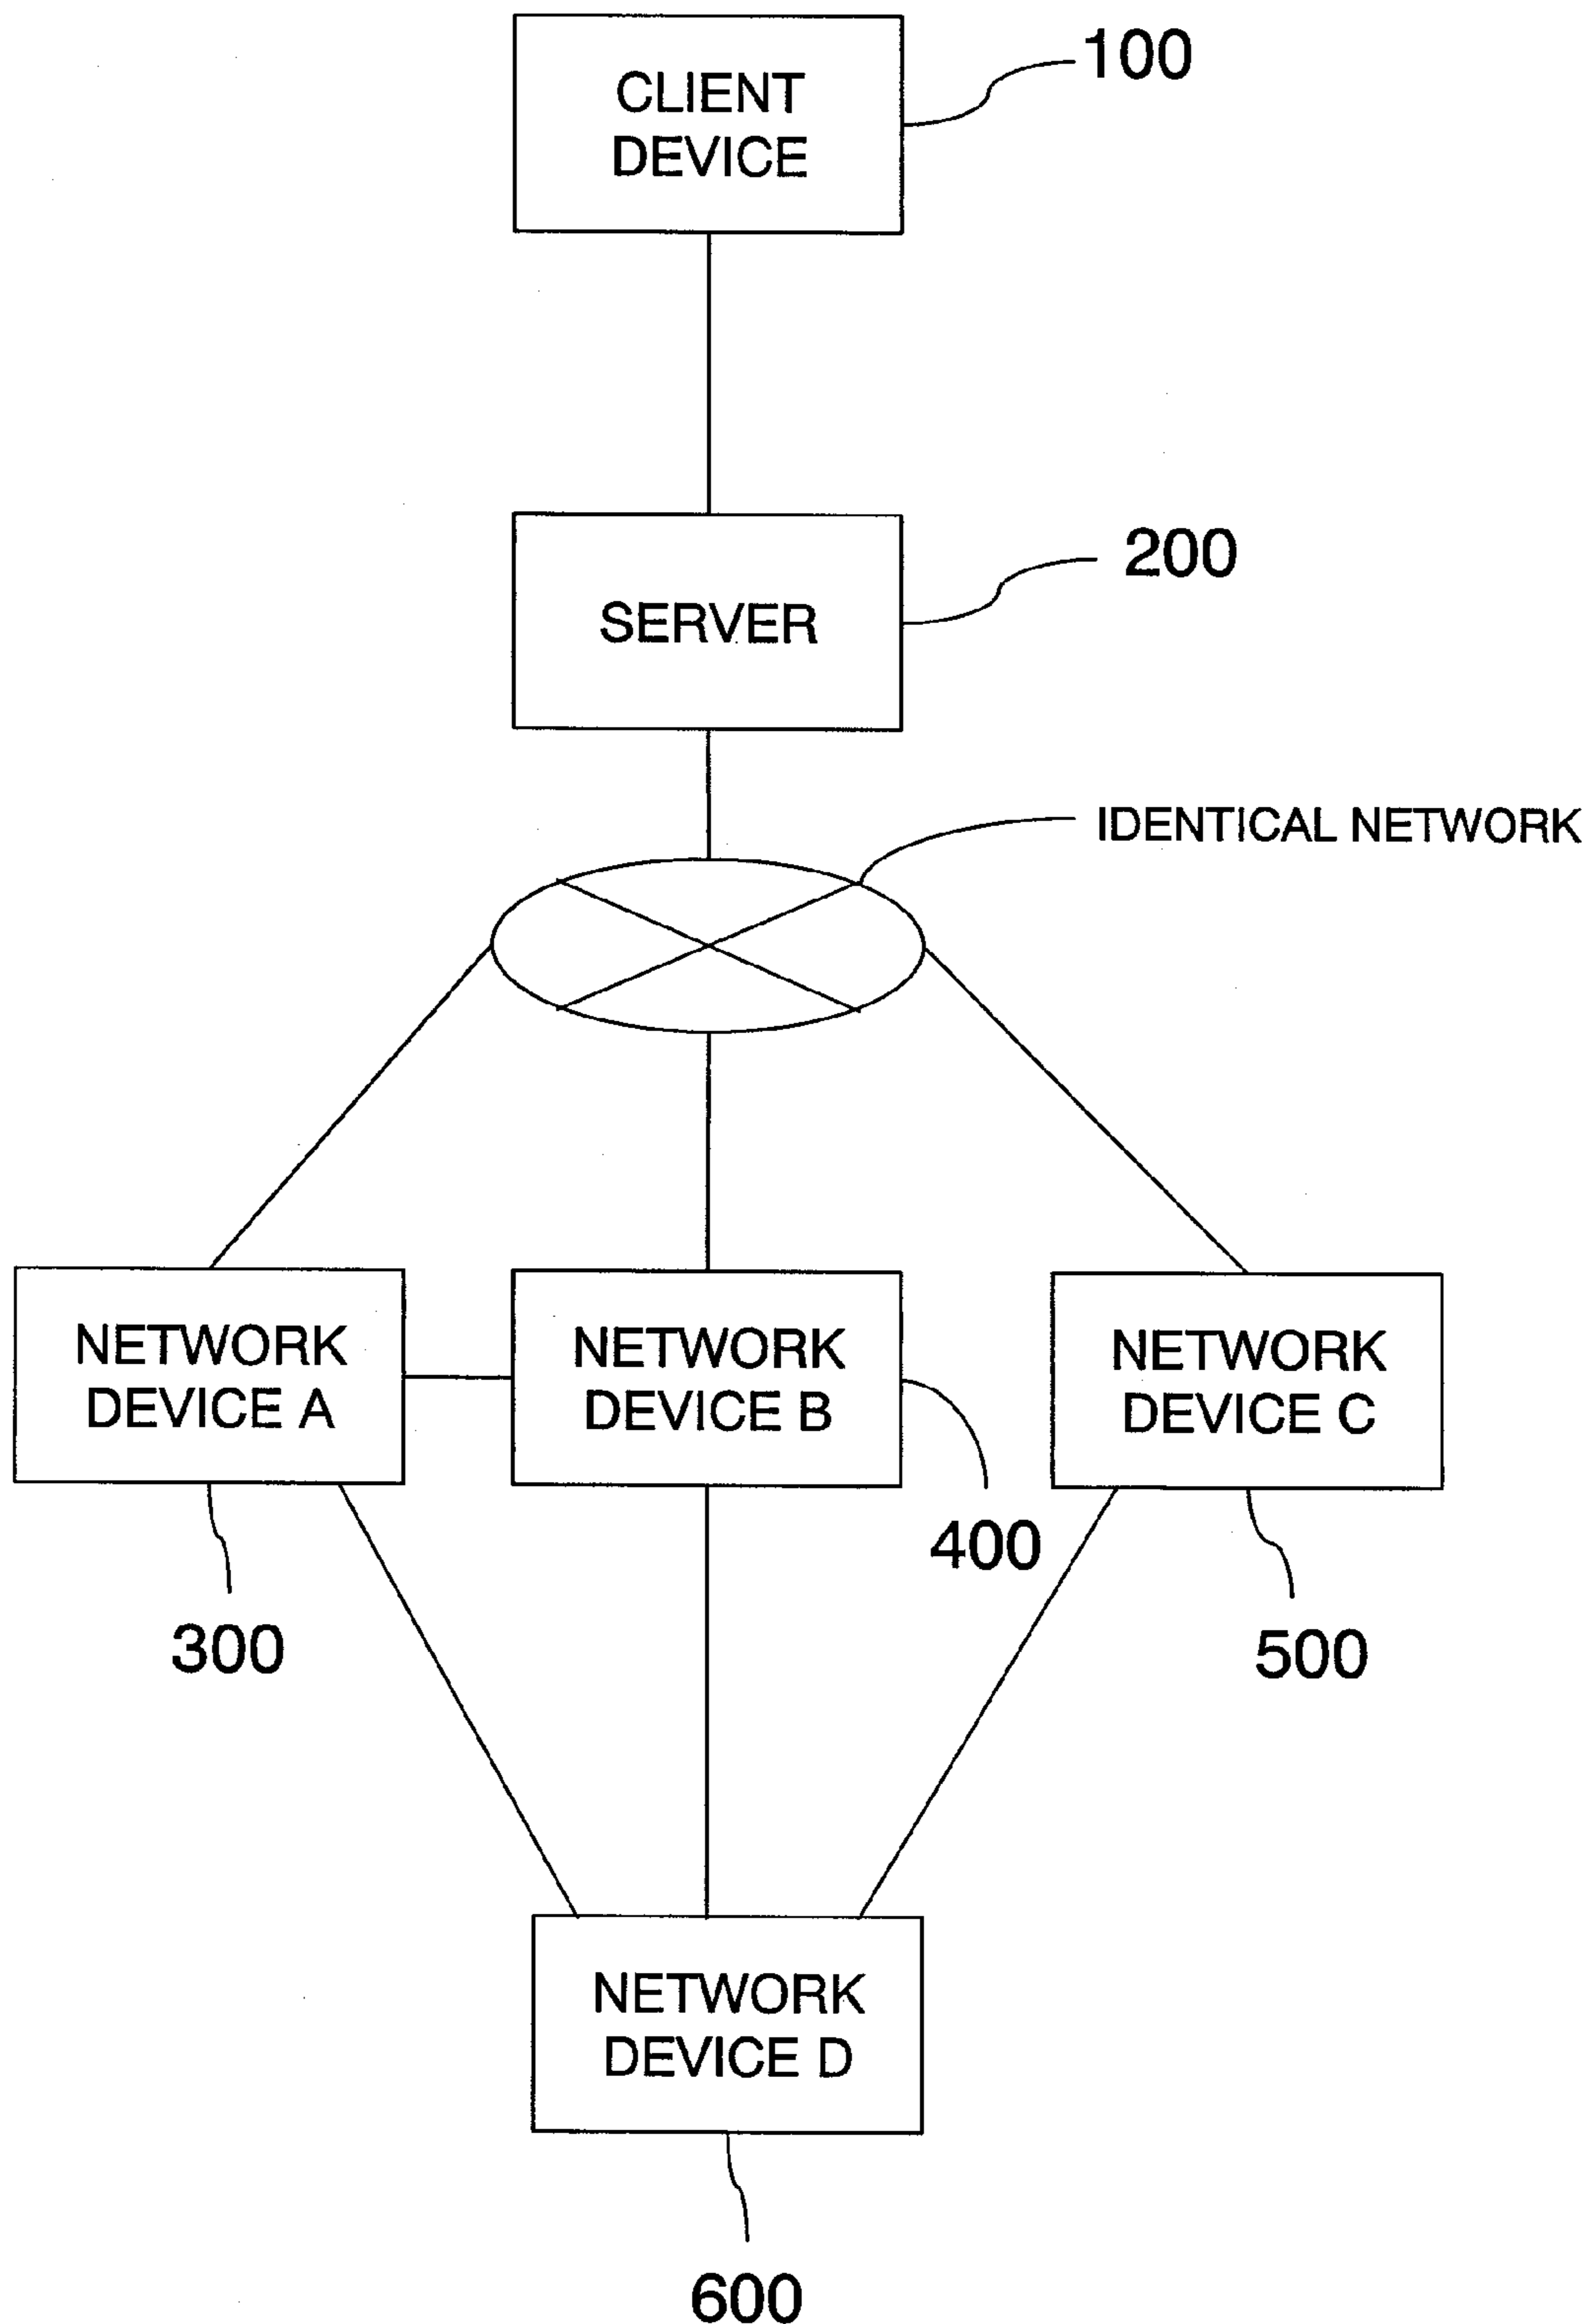 CLIENT
DEVICE
100
SERVER
200
IDENTICAL NETWORK
NETWORK
DEVICE A
300
NETWORK
DEVICE B
400
NETWORK
DEVICE C
500
NETWORK
DEVICE D
600